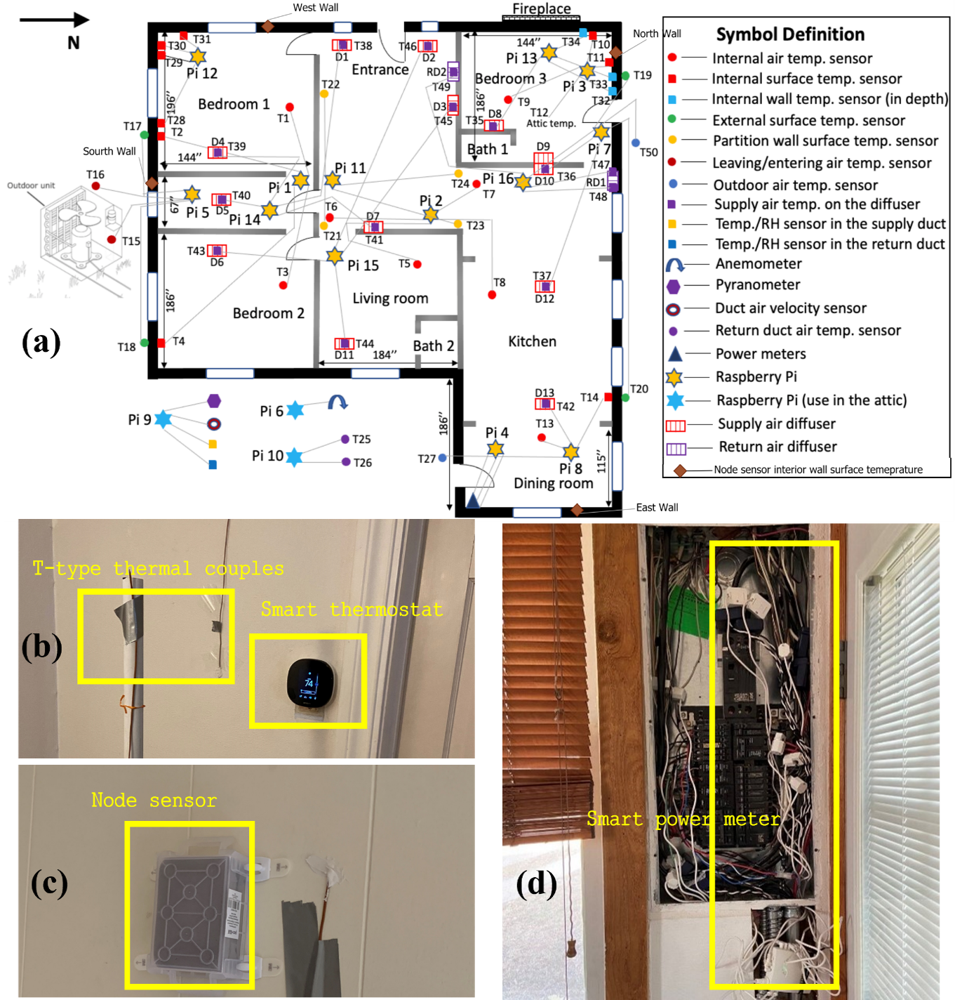 West Wall
Fireplace
N
T31
T30
T29
Pi 12
T38
D1
Entrance
T46
D2
RD2
T49
144’’
T34
T10
North Wall
Pi 13
T11
Bedroom 3
Pi 3
T33
T19
T32
T22
196’’
Bedroom 1
T1
D3
T45
186’’
T9
T12
Attic temp.
D8
T35
T17
T28
T2
Sourth Wall
D4
T39
144’’
Bath 1
D9
Pi 7
T50
T16
Outdoor unit
Pi 1
Pi 11
T24
T7
Pi 16
D10
T36
T47
RD1
T48
Pi 5
67’’
T40
D5
Pi 14
T6
Pi 2
T15
T21
D7
T41
T23
T43
D6
Pi 15
T5
T3
T8
T37
D12
186’’
Bedroom 2
Living room
(a)
T18
T4
T44
D11
184’’
Bath 2
Kitchen
T20
Pi 9
Pi 6
Pi 10
T25
T26
186’’
D13
T42
T14
T13
Pi 4
T27
Pi 8
115’’
Dining room
East Wall
Symbol Definition
Internal air temp. sensor
Internal surface temp. sensor
Internal wall temp. sensor (in depth)
External surface temp. sensor
Partition wall surface temp. sensor
Leaving/entering air temp. sensor
Outdoor air temp. sensor
Supply air temp. on the diffuser
Temp./RH sensor in the supply duct
Temp./RH sensor in the return duct
Anemometer
Pyranometer
Duct air velocity sensor
Return duct air temp. sensor
Power meters
Raspberry Pi
Raspberry Pi (use in the attic)
Supply air diffuser
Return air diffuser
Node sensor interior wall surface temeprature
T-type thermal couples
Smart thermostat
(b)
74
Node sensor
(c)
Smart power meter
(d)